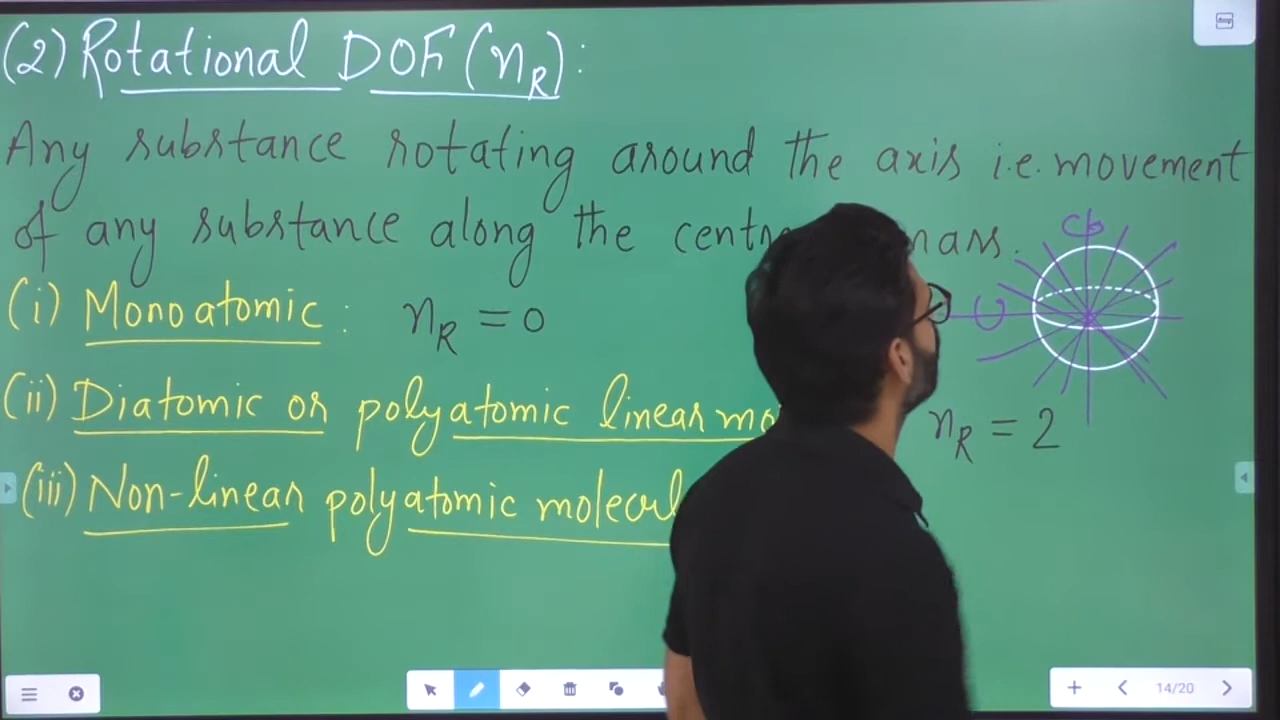 (2) Rotational DOF (nR):
Any substance rotating around the axis i.e. movement
of any substance along the mass.
(i) Monoatomic : nR = 0
(ii) Diatomic or polyatomic linear nR = 2
(iii) Non-linear polyatomic
14/20